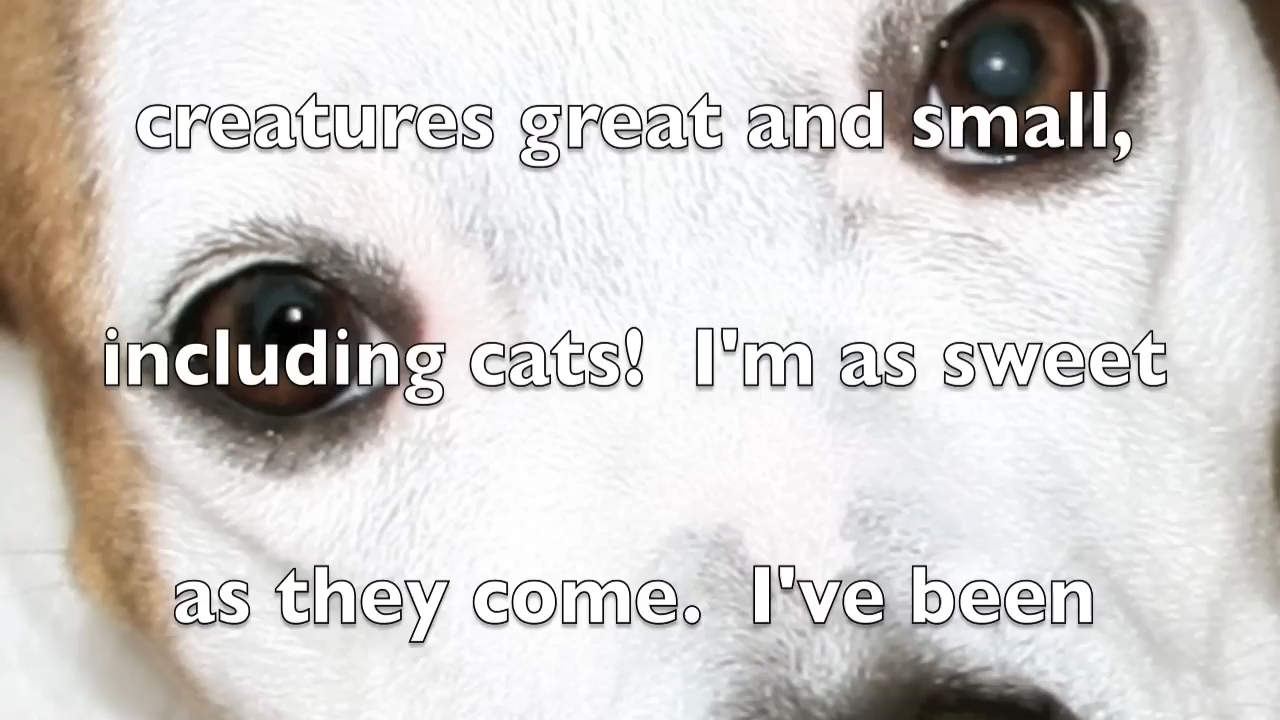 creatures great and small,
including cats!  I'm as sweet
as they come.  I've been